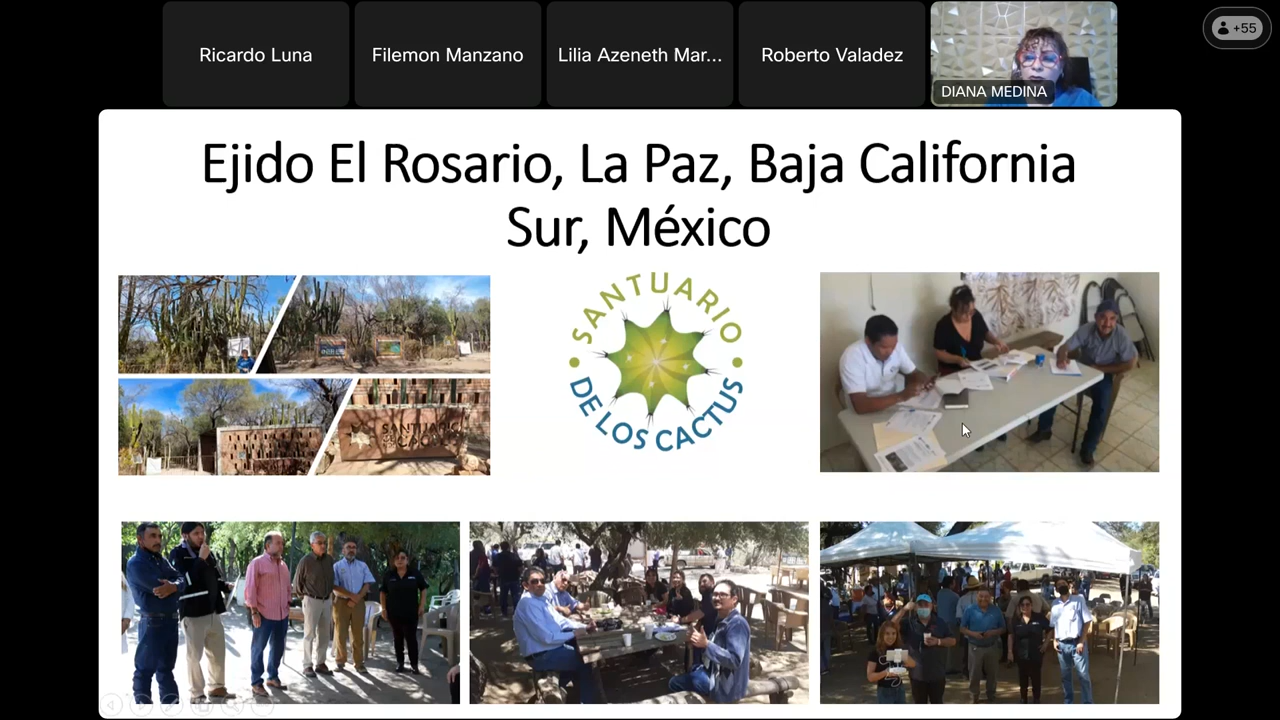 Ricardo Luna
Filemon Manzano
Lilia Azeneth Mar...
Roberto Valadez
DIANA MEDINA
+55
Ejido El Rosario, La Paz, Baja California
Sur, México
SANTUARIO
DE LOS CACTUS
SANTUARIO